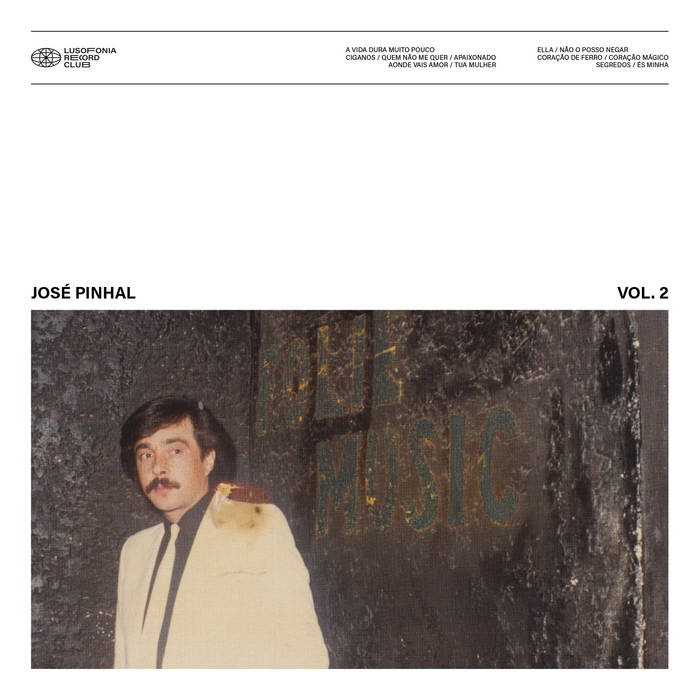 LUSOFONIA
RECORD
CLUB
A VIDA DURA MUITO POUCO
CIGANOS / QUEM NÃO ME QUER / APAIXONADO
AONDE VAIS AMOR / TUA MULHER
ELLA / NÃO O POSSO NEGAR
CORAÇÃO DE FERRO / CORAÇÃO MÁGICO
SEGREDOS / ÉS MINHA
JOSÉ PINHAL
VOL. 2
MUSIC